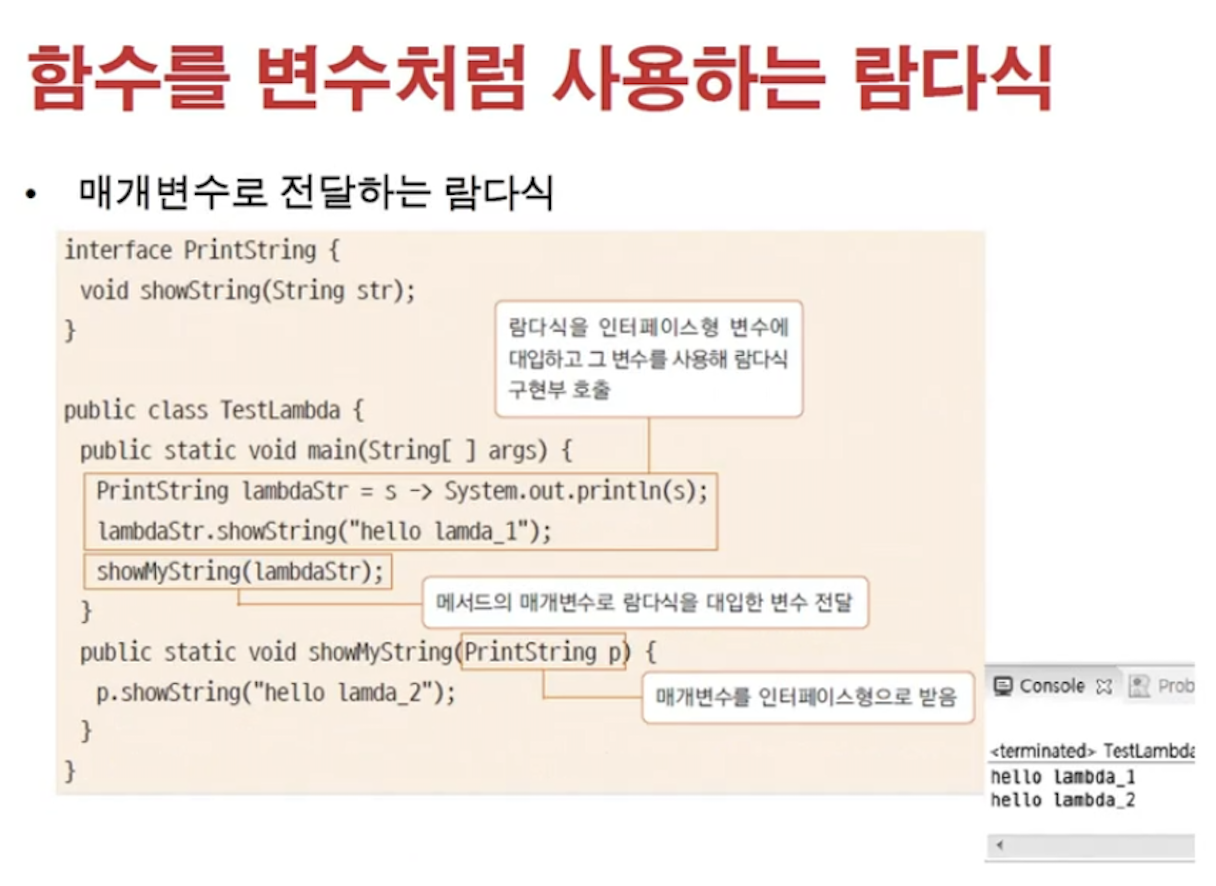 함수를 변수처럼 사용하는 람다식
• 매개변수로 전달하는 람다식
interface PrintString {
void showString(String str);
}
람다식을 인터페이스형 변수에
대입하고 그 변수를 사용해 람다식
구현부 호출
public class TestLambda {
public static void main(String[ ] args) {
PrintString lambdaStr = s -> System.out.println(s);
lambdaStr.showString("hello lamda_1");
showMyString(lambdaStr);
메서드의 매개변수로 람다식을 대입한 변수 전달
}
public static void showMyString(PrintString p) {
p.showString("hello lamda_2");
매개변수를 인터페이스형으로 받음
}
}
Console Prob
<terminated> TestLambda
hello lambda_1
hello lambda_2